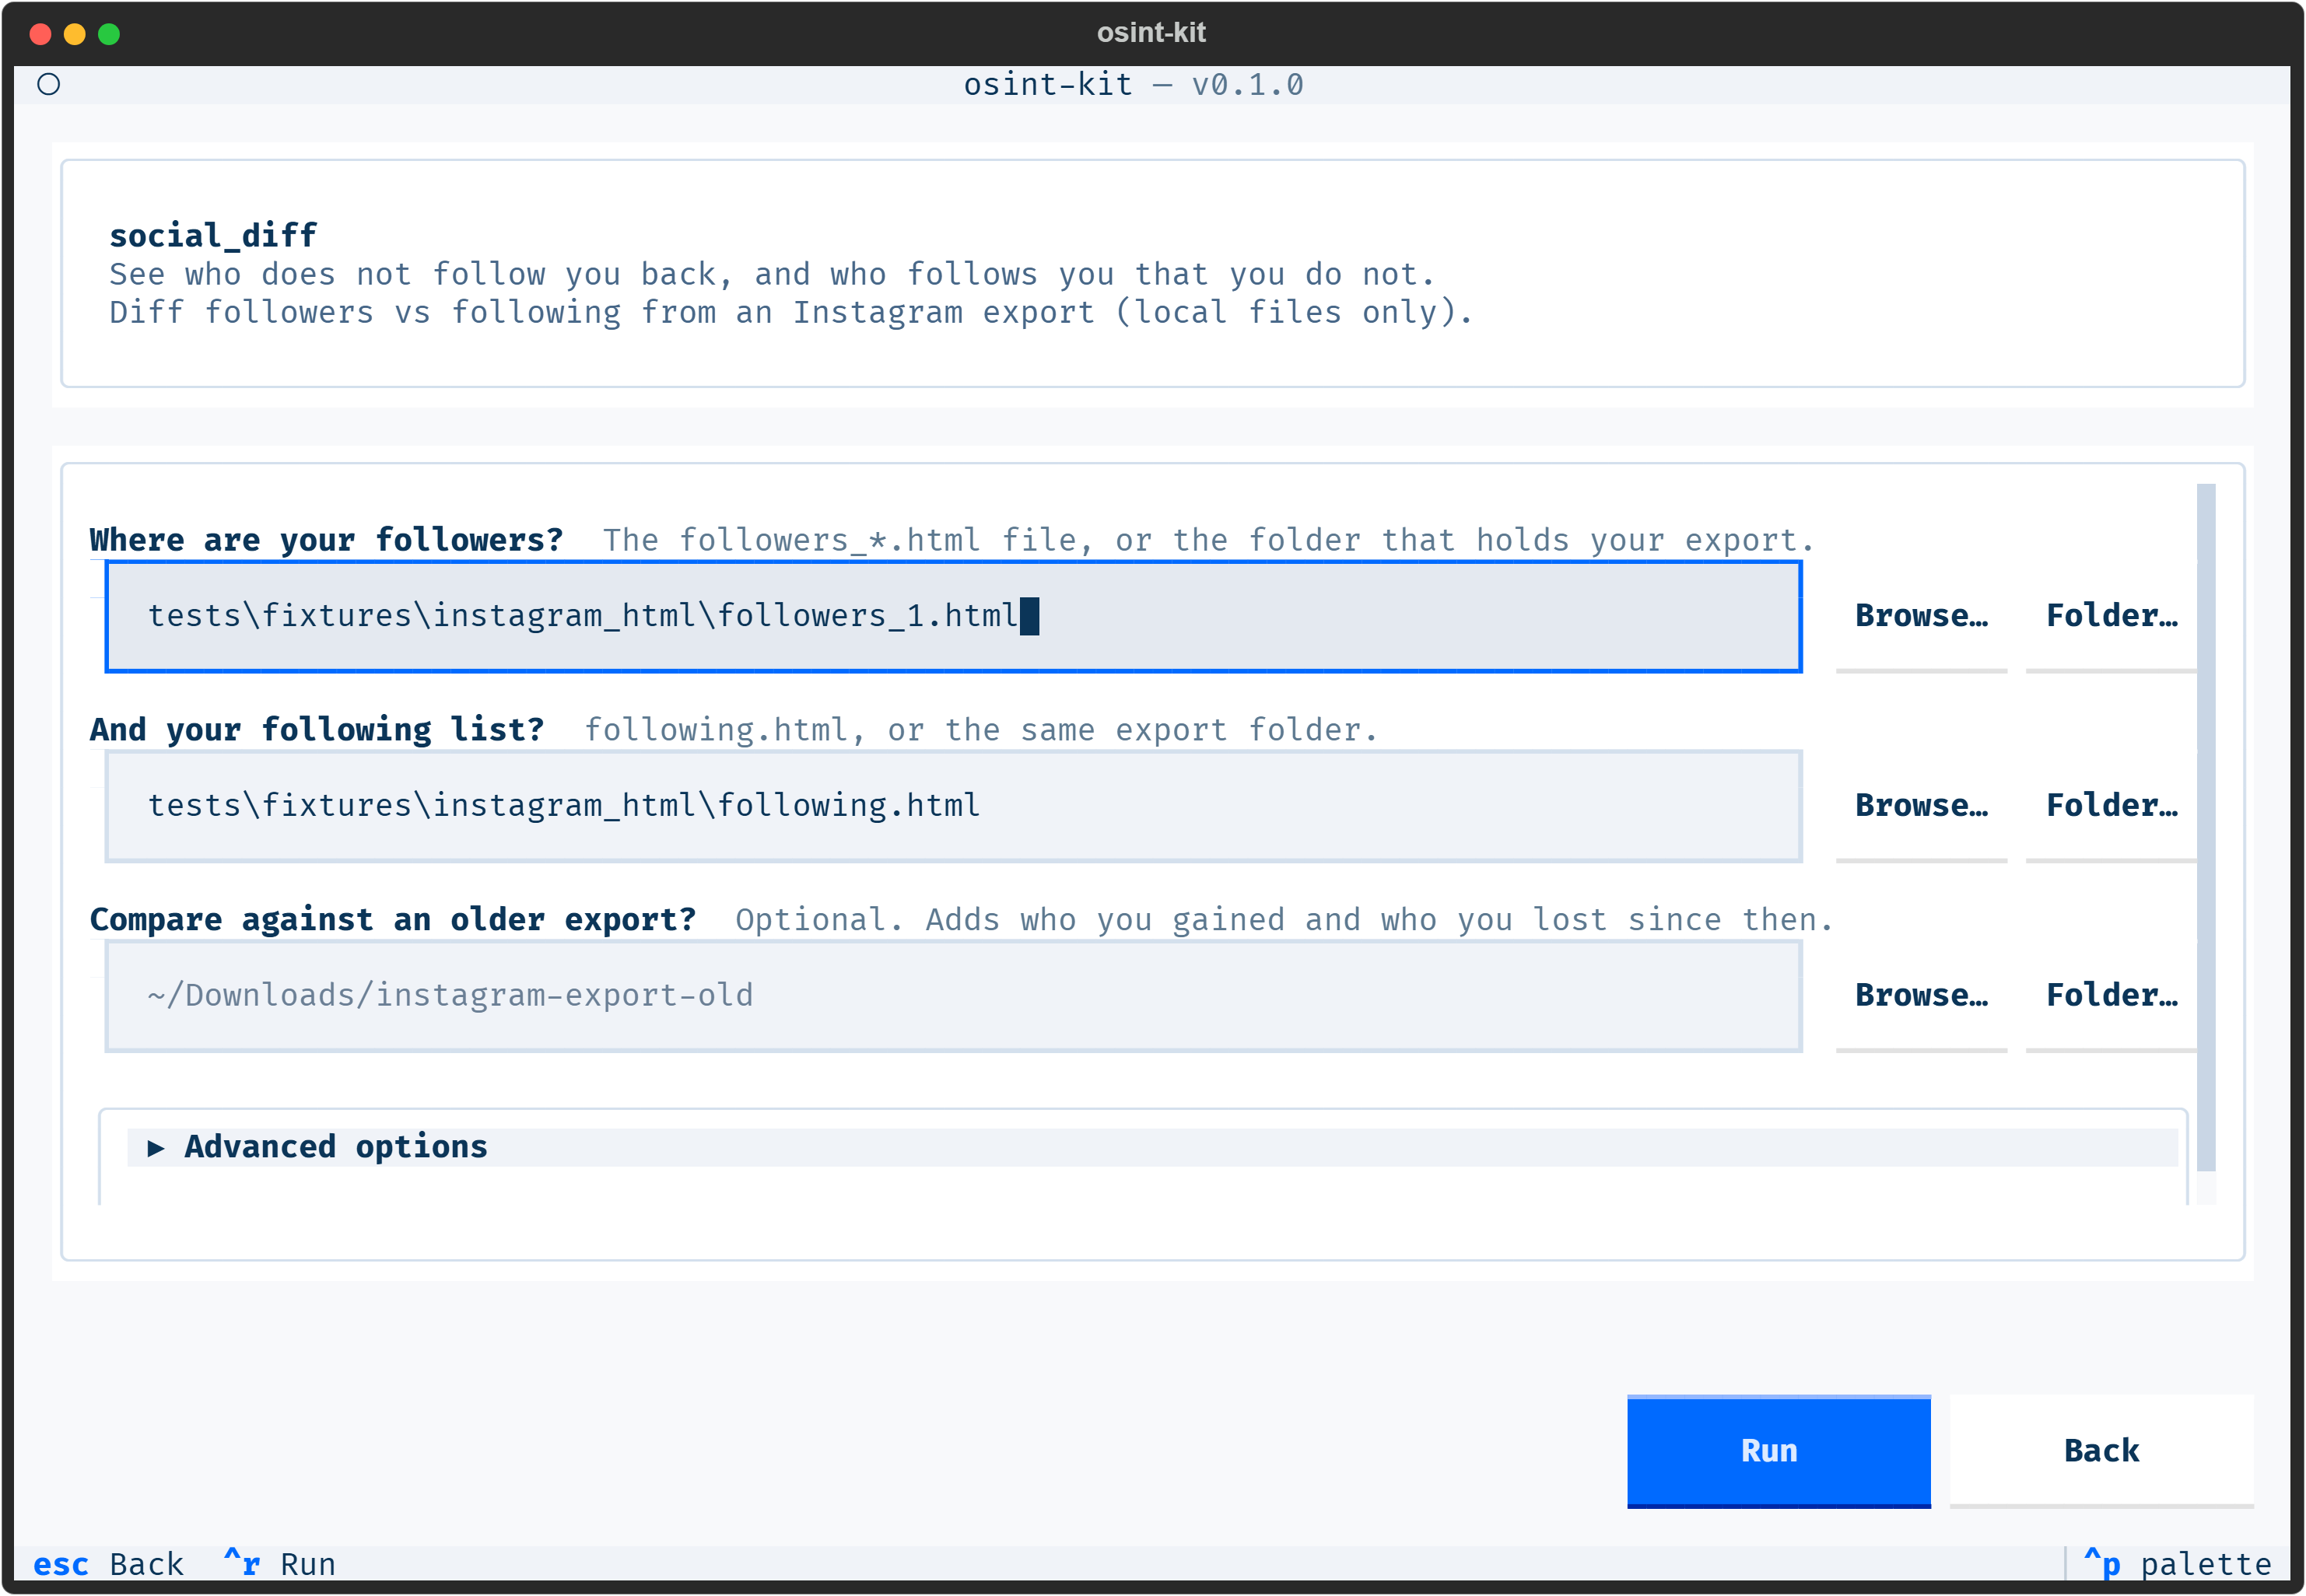 osint-kit
osint-kit — v0.1.0
social_diff
See who does not follow you back, and who follows you that you do not.
Diff followers vs following from an Instagram export (local files only).
Where are your followers? The followers_*.html file, or the folder that holds your export.
tests\fixtures\instagram_html\followers_1.html Browse… Folder…
And your following list? following.html, or the same export folder.
tests\fixtures\instagram_html\following.html Browse… Folder…
Compare against an older export? Optional. Adds who you gained and who you lost since then.
~/Downloads/instagram-export-old Browse… Folder…
▶ Advanced options
Run Back
esc Back ^r Run ^p palette